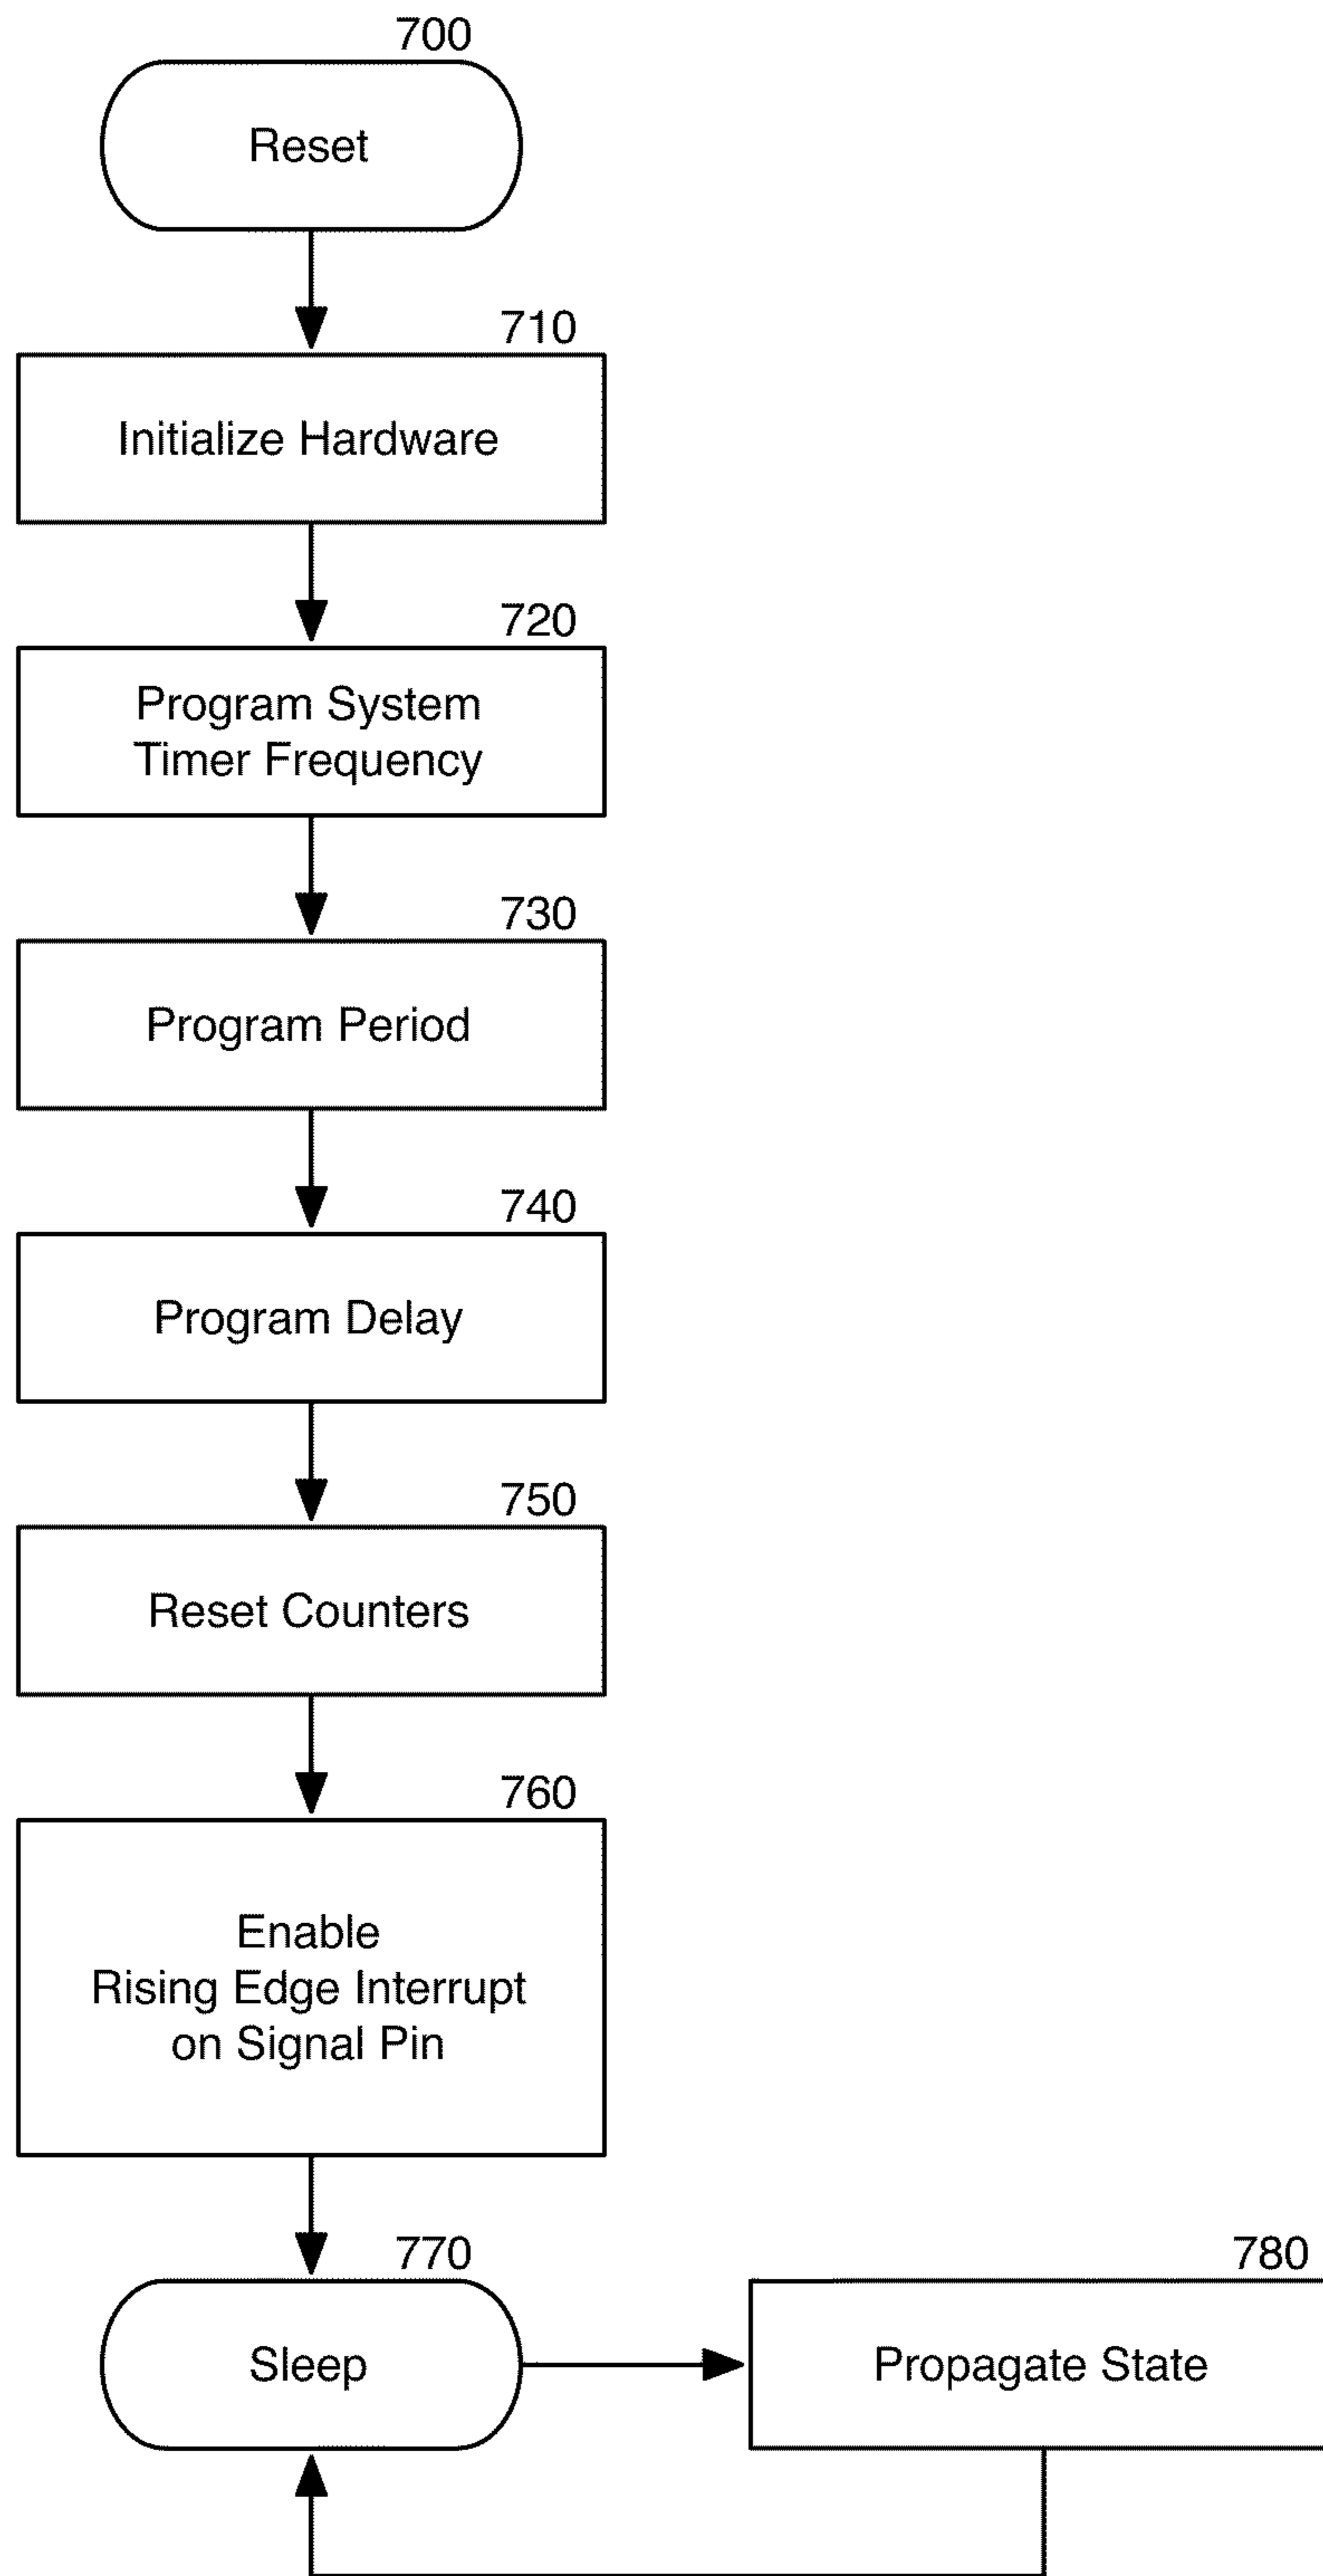 700
Reset
710
Initialize Hardware
720
Program System
Timer Frequency
730
Program Period
740
Program Delay
750
Reset Counters
760
Enable
Rising Edge Interrupt
on Signal Pin
770
Sleep
780
Propagate State